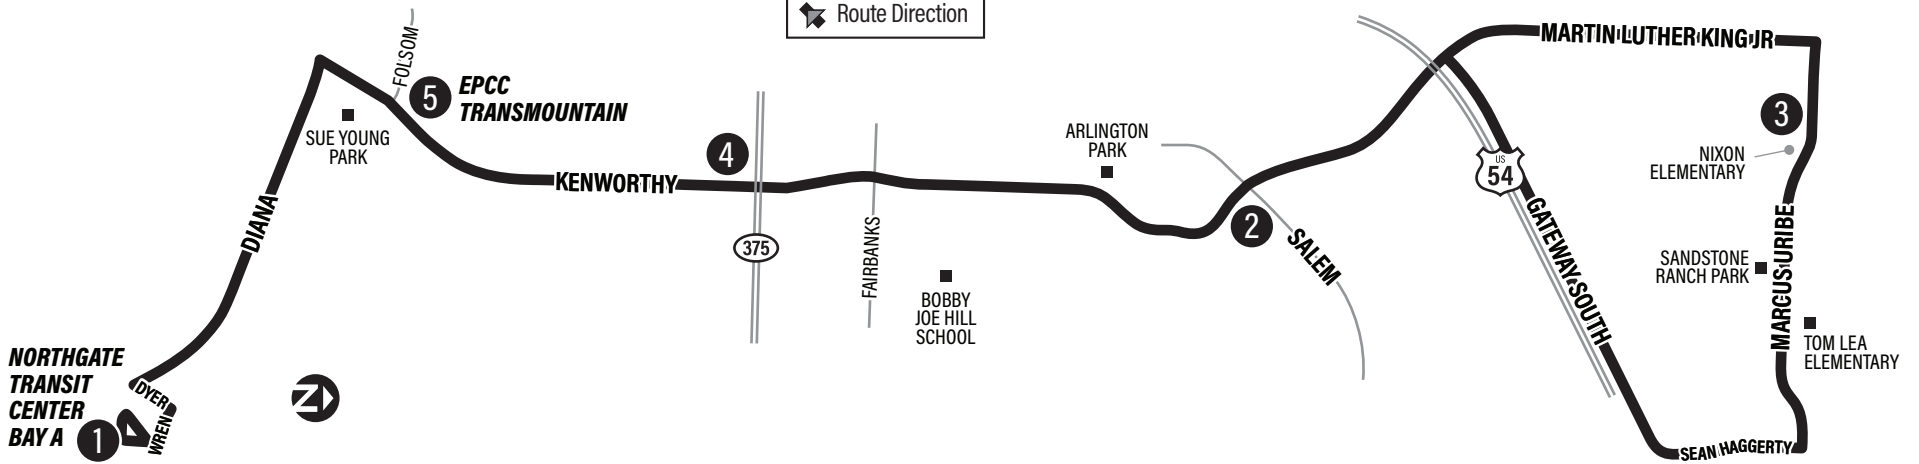 Route Direction
MARTIN LUTHER KING JR
FOLSOM
5
EPCC
TRANSMOUNTAIN
SUE YOUNG
PARK
4
ARLINGTON
PARK
3
NIXON
ELEMENTARY
US
54
KENWORTHY
DIANA
2
GATEWAY SOUTH
SALEM
375
FAIRBANKS
MARCUS URIBE
SANDSTONE
RANCH PARK
BOBBY
JOE HILL
SCHOOL
TOM LEA
ELEMENTARY
NORTHGATE
TRANSIT
CENTER
BAY A
1
DYER
WREN
N
SEAN HAGGERTY